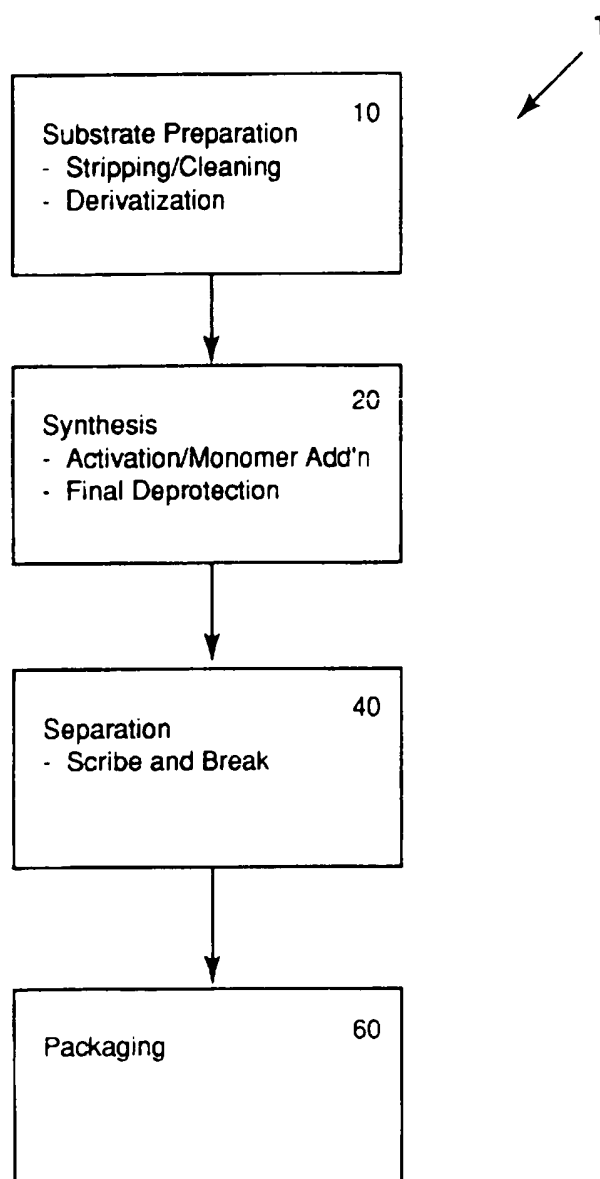 1
10
Substrate Preparation
- Stripping/Cleaning
- Derivatization
20
Synthesis
- Activation/Monomer Add'n
- Final Deprotection
40
Separation
- Scribe and Break
60
Packaging